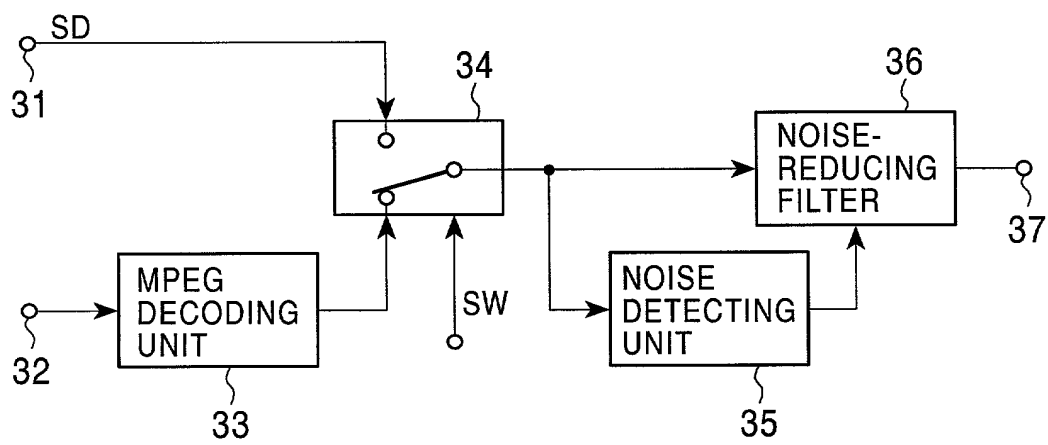 SD
31
34
36
NOISE-
REDUCING
FILTER
37
MPEG
DECODING
UNIT
32
33
SW
NOISE
DETECTING
UNIT
35